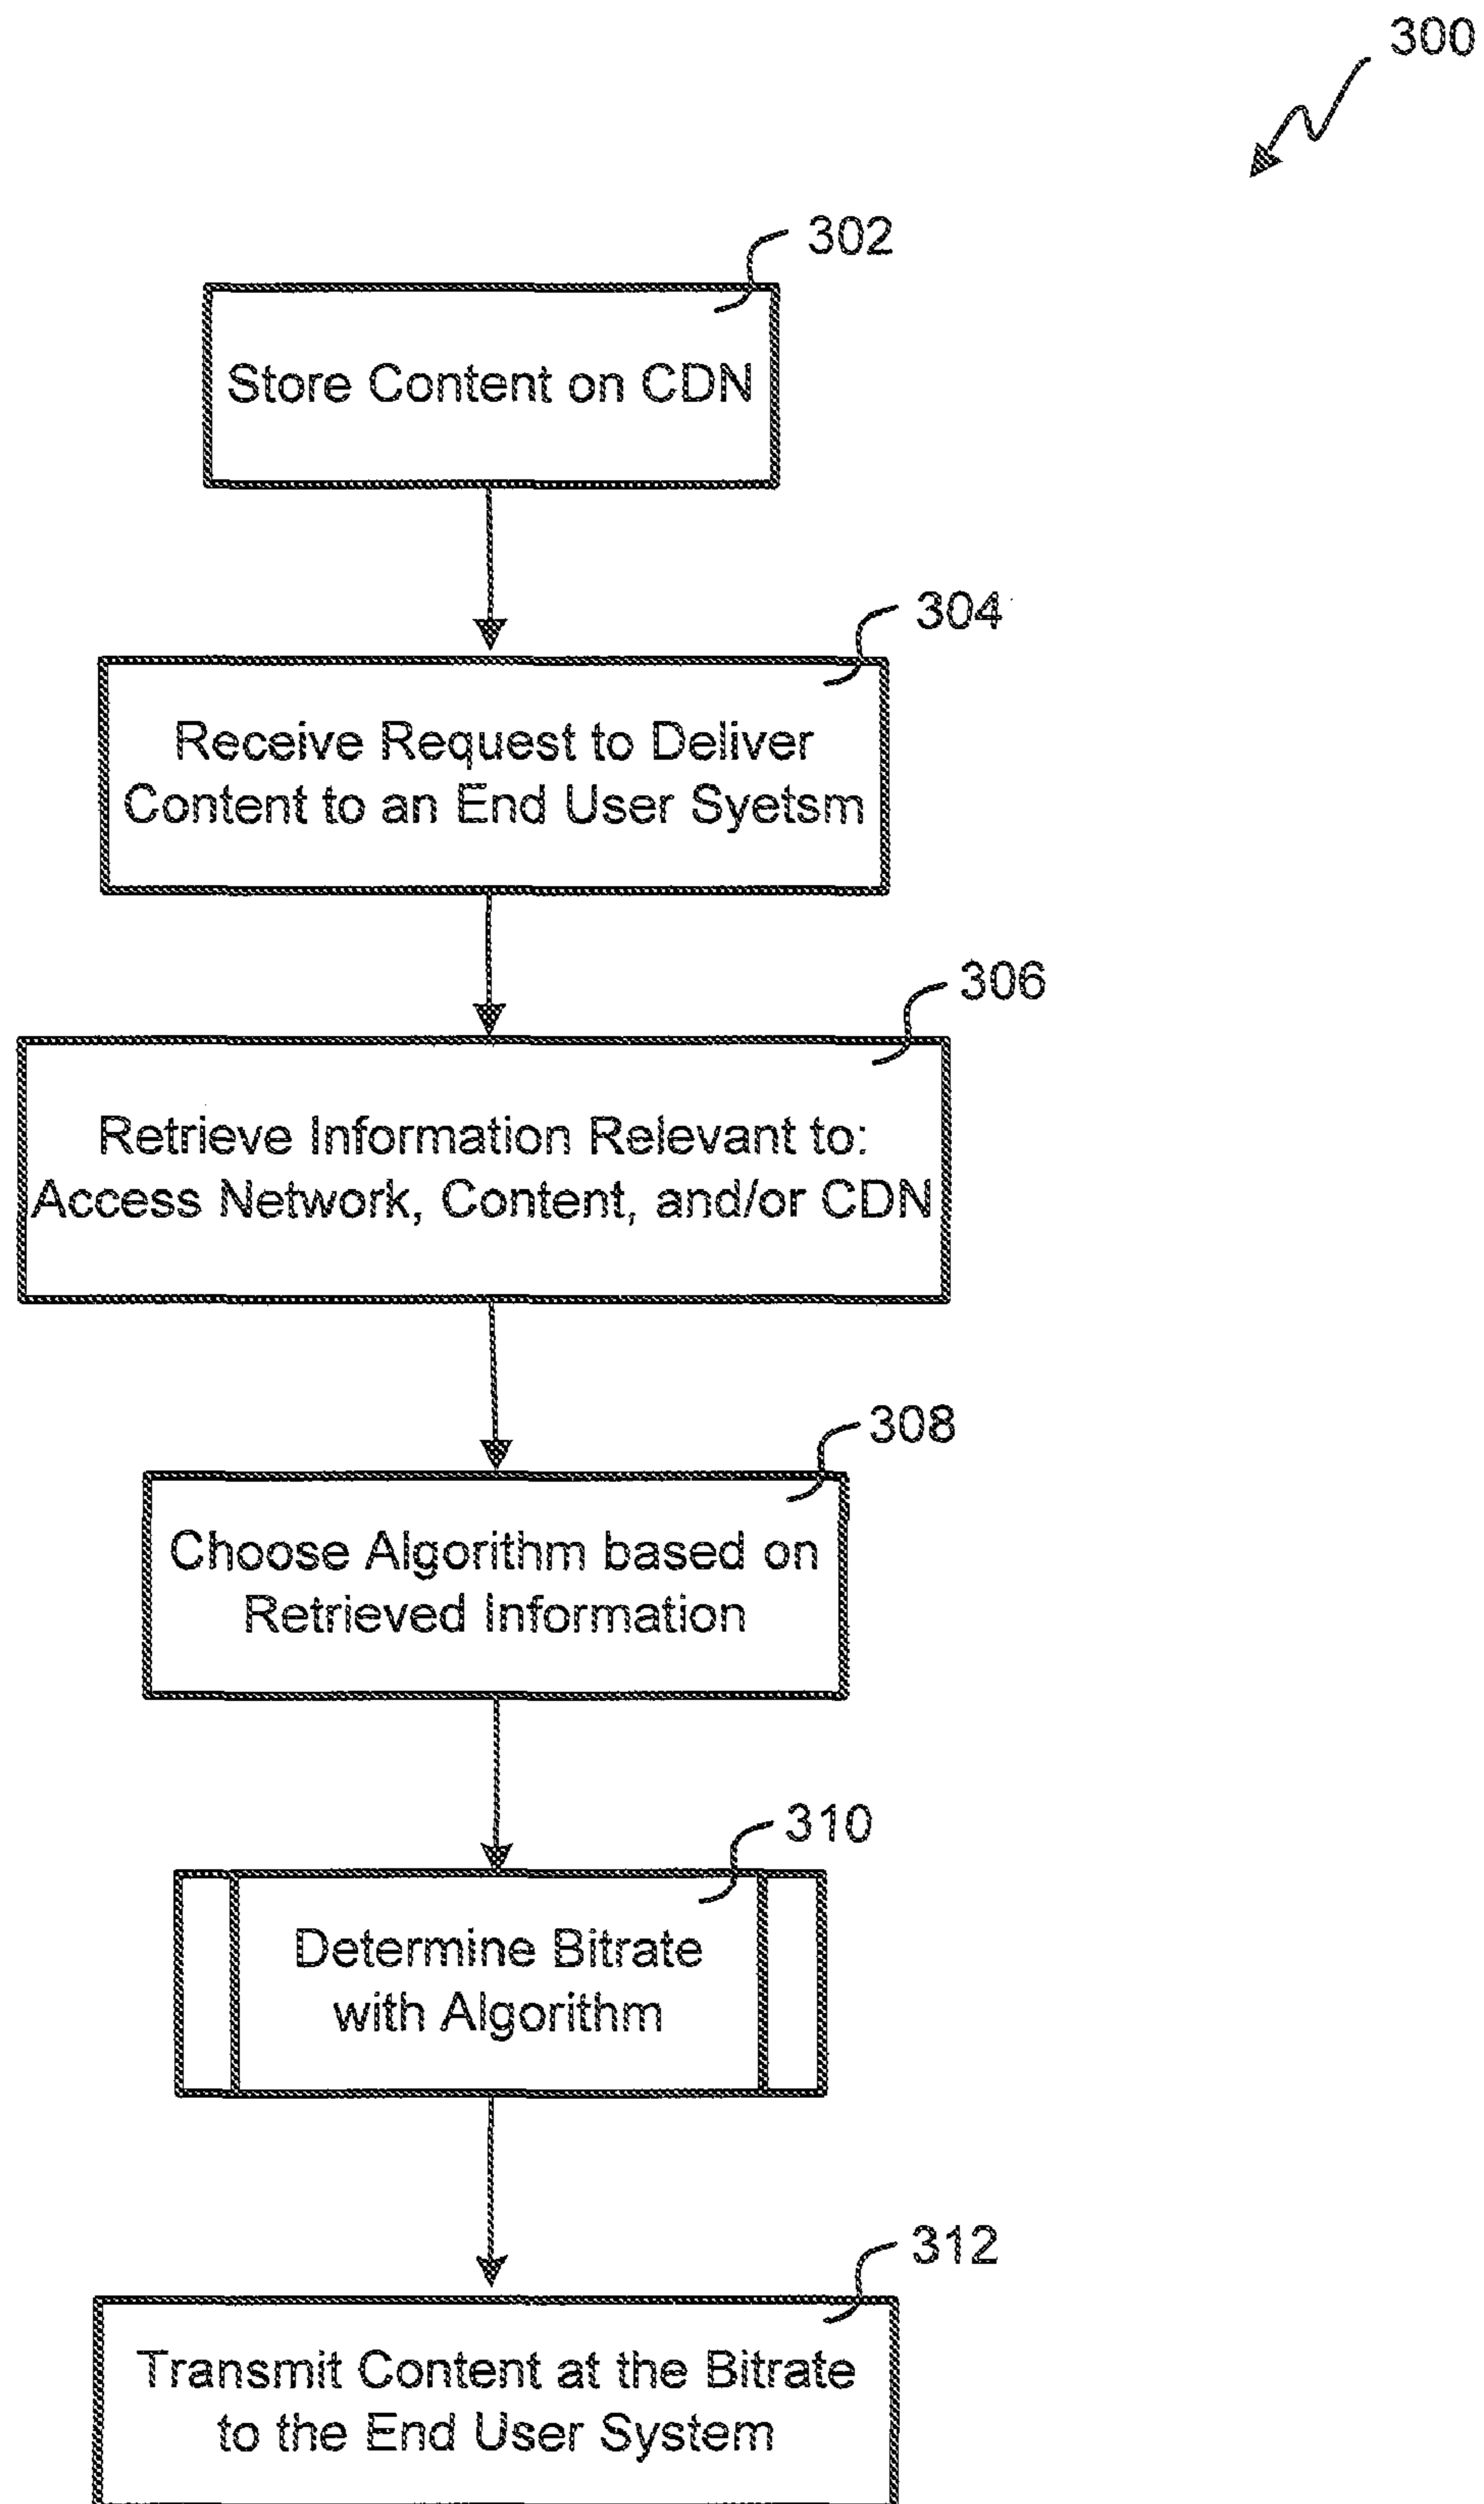 300
302
Store Content on CDN
304
Receive Request to Deliver
Content to an End User Syetsm
306
Retrieve Information Relevant to:
Access Network, Content, and/or CDN
308
Choose Algorithm based on
Retrieved Information
310
Determine Bitrate
with Algorithm
312
Transmit Content at the Bitrate
to the End User System